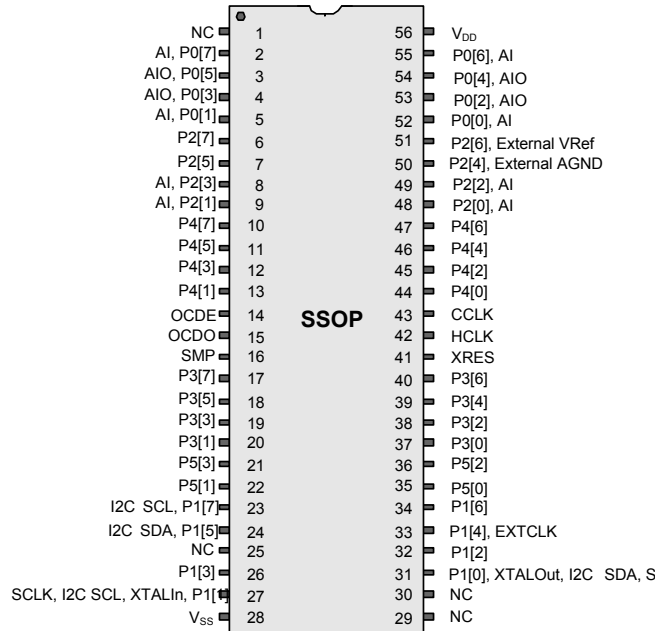 NC 1 56 VDD
AI, P0[7] 2 55 P0[6], AI
AIO, P0[5] 3 54 P0[4], AIO
AIO, P0[3] 4 53 P0[2], AIO
AI, P0[1] 5 52 P0[0], AI
P2[7] 6 51 P2[6], External VRef
P2[5] 7 50 P2[4], External AGND
AI, P2[3] 8 49 P2[2], AI
AI, P2[1] 9 48 P2[0], AI
P4[7] 10 47 P4[6]
P4[5] 11 46 P4[4]
P4[3] 12 45 P4[2]
P4[1] 13 44 P4[0]
OCDE 14 SSOP 43 CCLK
OCDO 15 42 HCLK
SMP 16 41 XRES
P3[7] 17 40 P3[6]
P3[5] 18 39 P3[4]
P3[3] 19 38 P3[2]
P3[1] 20 37 P3[0]
P5[3] 21 36 P5[2]
P5[1] 22 35 P5[0]
I2C SCL, P1[7] 23 34 P1[6]
I2C SDA, P1[5] 24 33 P1[4], EXTCLK
NC 25 32 P1[2]
P1[3] 26 31 P1[0], XTALOut, I2C SDA, S
SCLK, I2C SCL, XTALIn, P1[1] 27 30 NC
VSS 28 29 NC